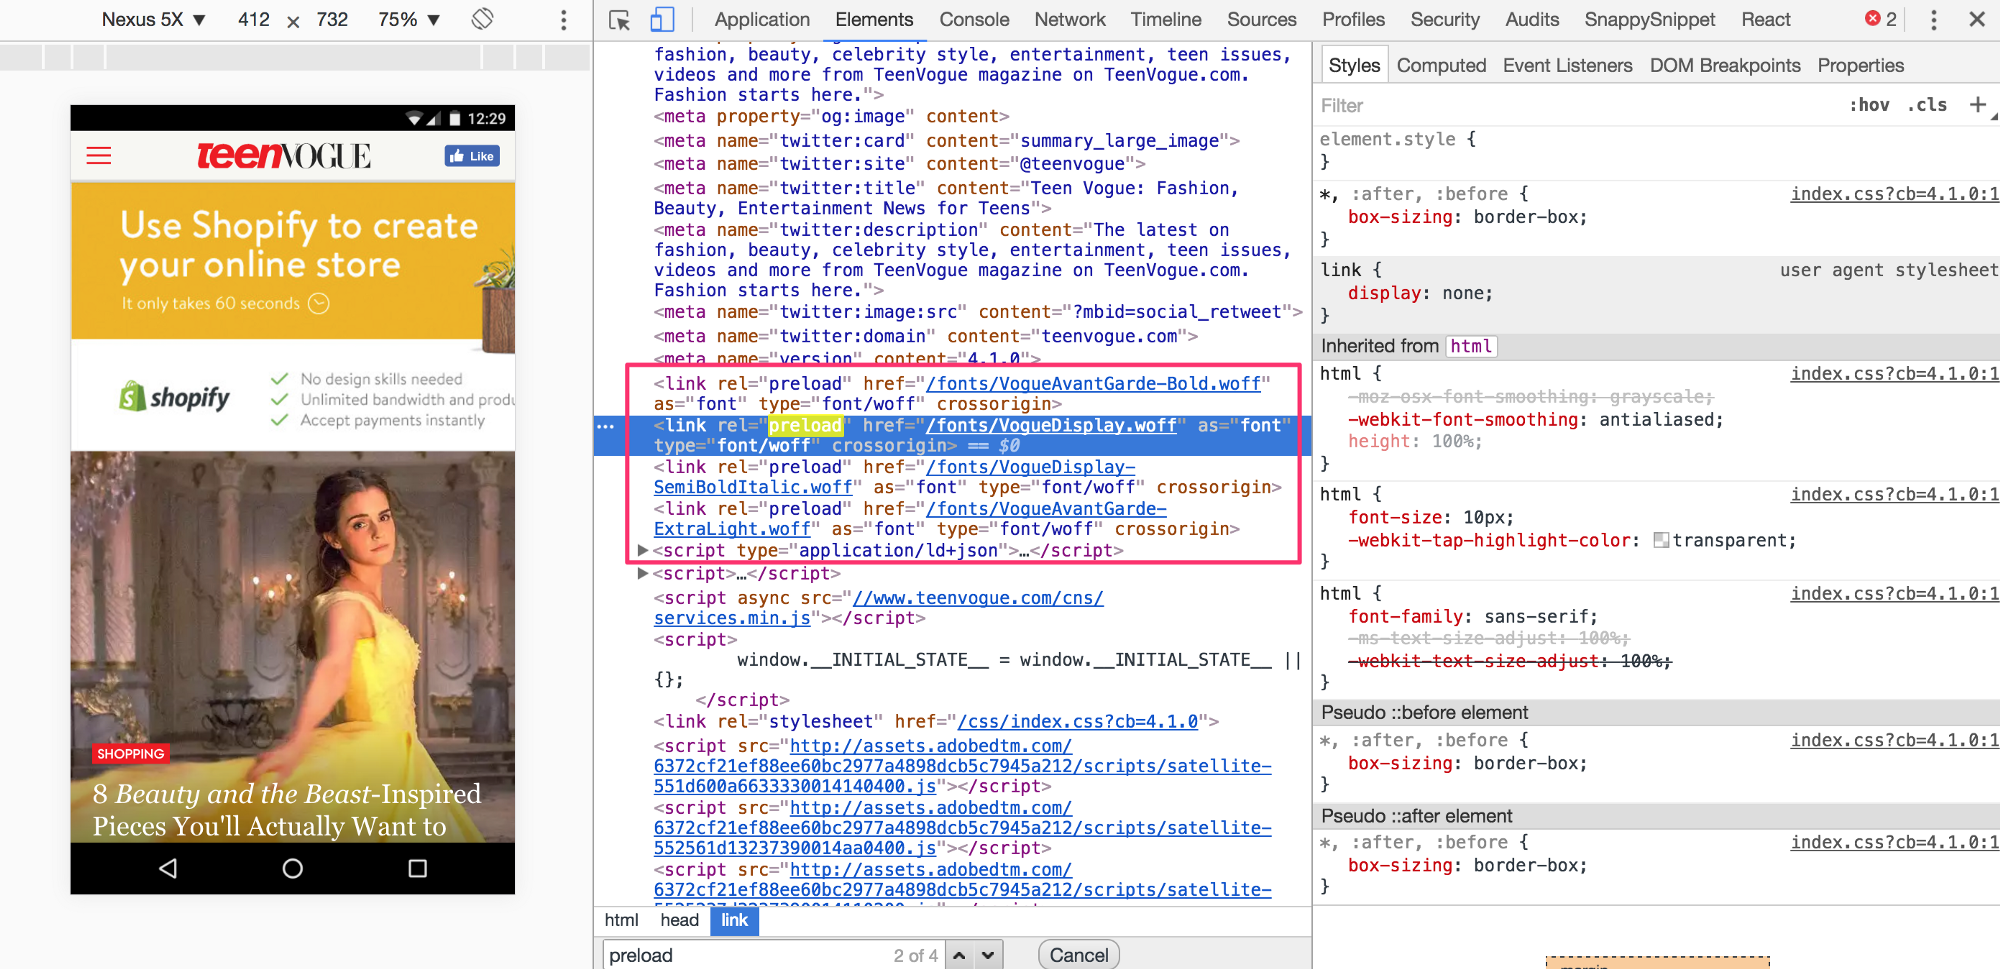 Nexus 5X ▼ 412 × 732 75% ▼
12:29
teenVOGUE
Like
Use Shopify to create
your online store
It only takes 60 seconds
shopify
No design skills needed
Unlimited bandwidth and produ
Accept payments instantly
SHOPPING
8 Beauty and the Beast-Inspired
Pieces You'll Actually Want to
Application Elements Console Network Timeline Sources Profiles Security Audits SnappySnippet React 2
fashion, beauty, celebrity style, entertainment, teen issues,
videos and more from TeenVogue magazine on TeenVogue.com.
Fashion starts here.">
<meta property="og:image" content>
<meta name="twitter:card" content="summary_large_image">
<meta name="twitter:site" content="@teenvogue">
<meta name="twitter:title" content="Teen Vogue: Fashion,
Beauty, Entertainment News for Teens">
<meta name="twitter:description" content="The latest on
fashion, beauty, celebrity style, entertainment, teen issues,
videos and more from TeenVogue magazine on TeenVogue.com.
Fashion starts here.">
<meta name="twitter:image:src" content="?mbid=social_retweet">
<meta name="twitter:domain" content="teenvogue.com">
<meta name="version" content="4.1.0">
<link rel="preload" href="/fonts/VogueAvantGarde-Bold.woff"
as="font" type="font/woff" crossorigin>
<link rel="preload" href="/fonts/VogueDisplay.woff" as="font"
type="font/woff" crossorigin> == $0
<link rel="preload" href="/fonts/VogueDisplay-
SemiBoldItalic.woff" as="font" type="font/woff" crossorigin>
<link rel="preload" href="/fonts/VogueAvantGarde-
ExtraLight.woff" as="font" type="font/woff" crossorigin>
▶<script type="application/ld+json">…</script>
▶<script>…</script>
<script async src="//www.teenvogue.com/cns/
services.min.js"></script>
<script>
window.__INITIAL_STATE__ = window.__INITIAL_STATE__ ||
{};
</script>
<link rel="stylesheet" href="/css/index.css?cb=4.1.0">
<script src="http://assets.adobedtm.com/
6372cf21ef88ee60bc2977a4898dcb5c7945a212/scripts/satellite-
551d600a6633330014140400.js"></script>
<script src="http://assets.adobedtm.com/
6372cf21ef88ee60bc2977a4898dcb5c7945a212/scripts/satellite-
552561d13237390014aa0400.js"></script>
<script src="http://assets.adobedtm.com/
6372cf21ef88ee60bc2977a4898dcb5c7945a212/scripts/satellite-
html head link
preload 2 of 4 Cancel
Styles Computed Event Listeners DOM Breakpoints Properties
Filter :hov .cls +
element.style {
}
*, :after, :before { index.css?cb=4.1.0:1
box-sizing: border-box;
}
link { user agent stylesheet
display: none;
}
Inherited from html
html { index.css?cb=4.1.0:1
-moz-osx-font-smoothing: grayscale;
-webkit-font-smoothing: antialiased;
height: 100%;
}
html { index.css?cb=4.1.0:1
font-size: 10px;
-webkit-tap-highlight-color: transparent;
}
html { index.css?cb=4.1.0:1
font-family: sans-serif;
-ms-text-size-adjust: 100%;
-webkit-text-size-adjust: 100%;
}
Pseudo ::before element
*, :after, :before { index.css?cb=4.1.0:1
box-sizing: border-box;
}
Pseudo ::after element
*, :after, :before { index.css?cb=4.1.0:1
box-sizing: border-box;
}